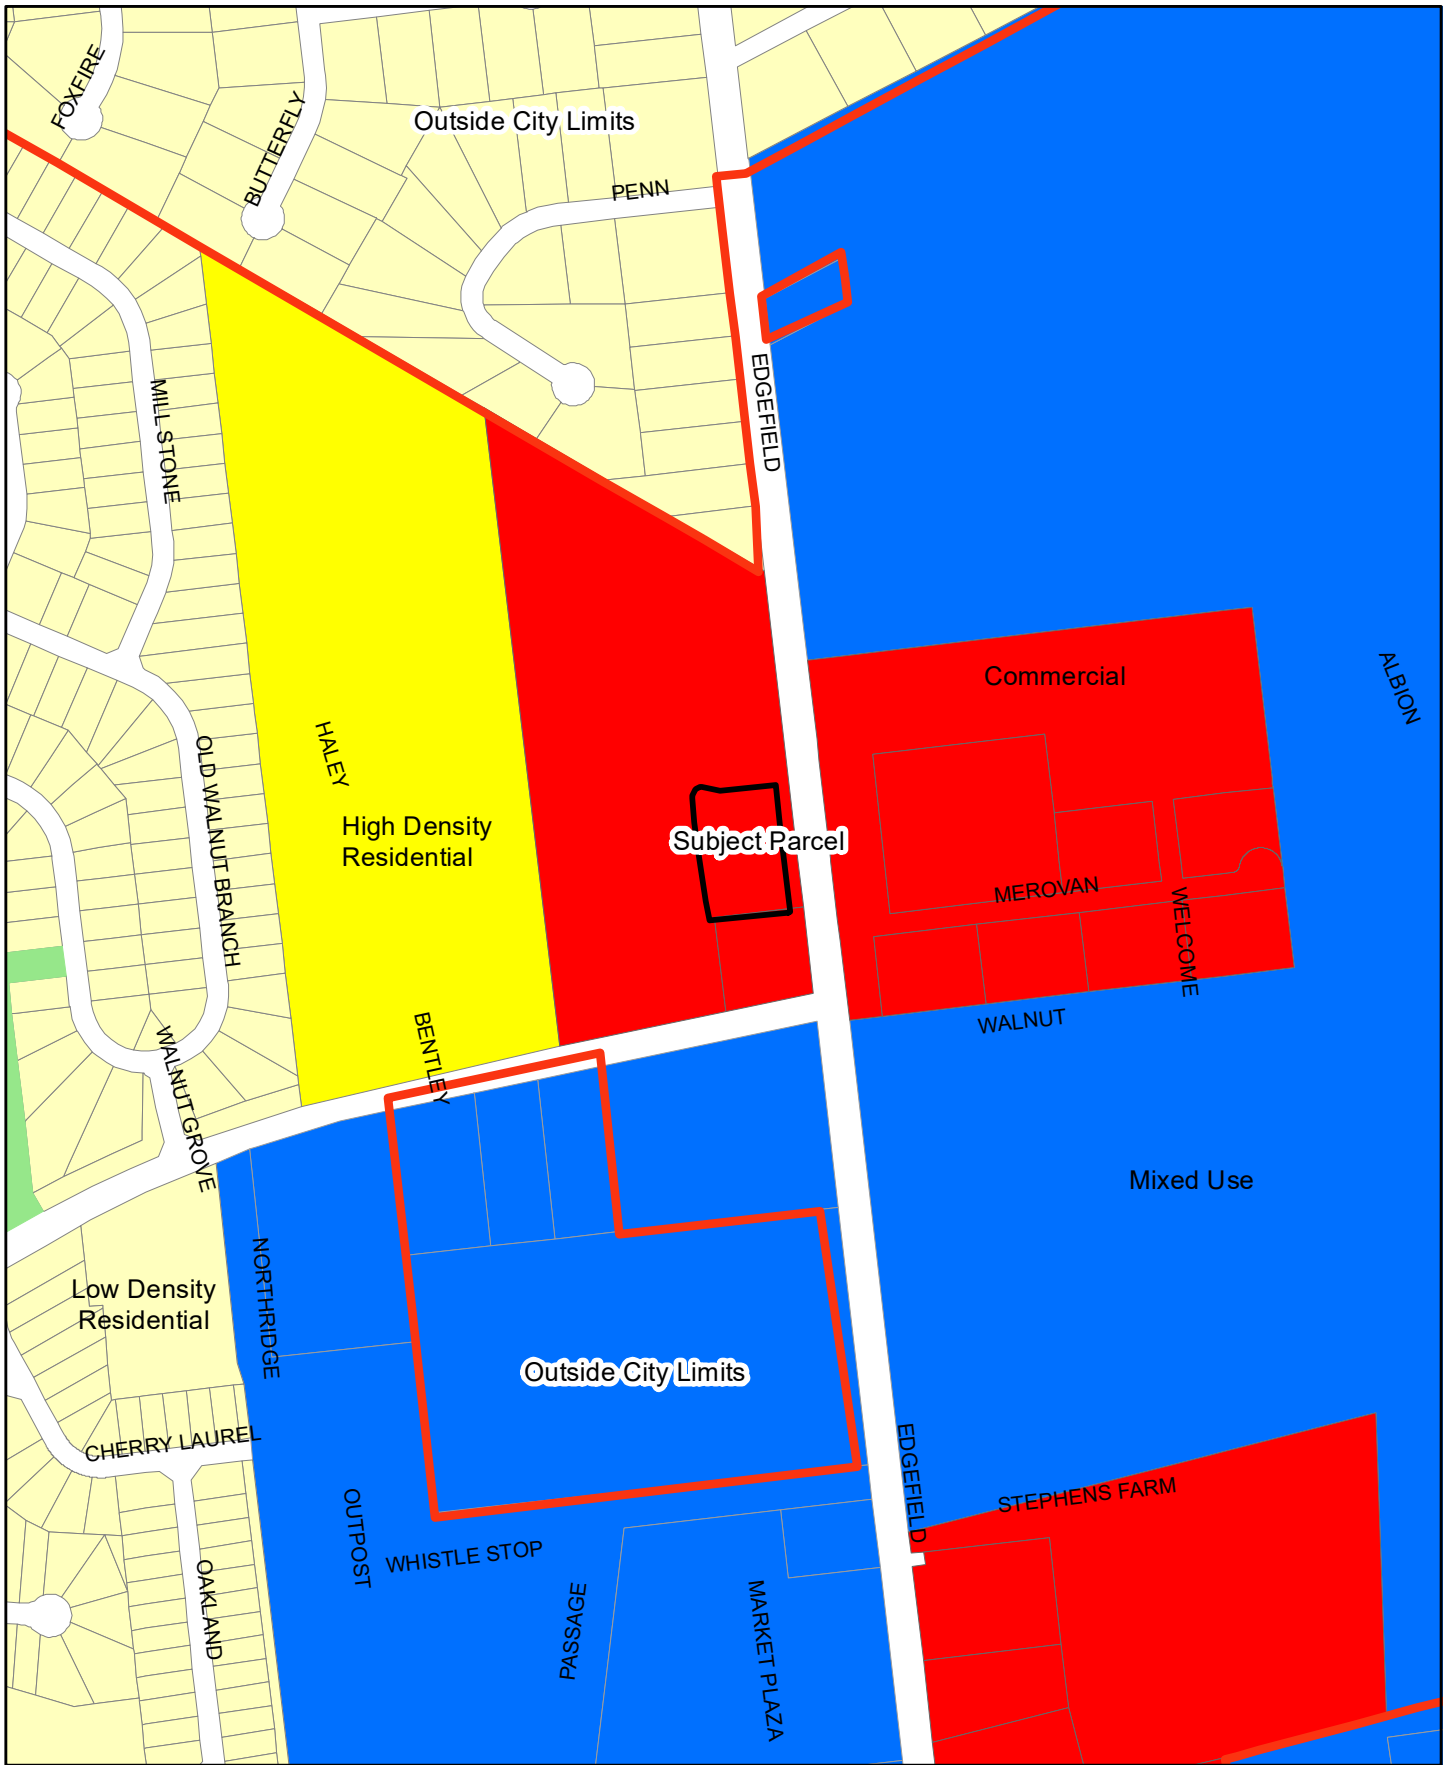 FOXFIRE
BUTTERFLY
Outside City Limits
PENN
EDGEFIELD
MILL STONE
Commercial
ALBION
HALEY
OLD WALNUT BRANCH
High Density
Residential
Subject Parcel
MEROVAN
WELCOME
WALNUT
BENTLEY
WALNUT GROVE
Mixed Use
NORTHRIDGE
Low Density
Residential
Outside City Limits
CHERRY LAUREL
EDGEFIELD
STEPHENS FARM
OUTPOST
WHISTLE STOP
OAKLAND
PASSAGE
MARKET PLAZA